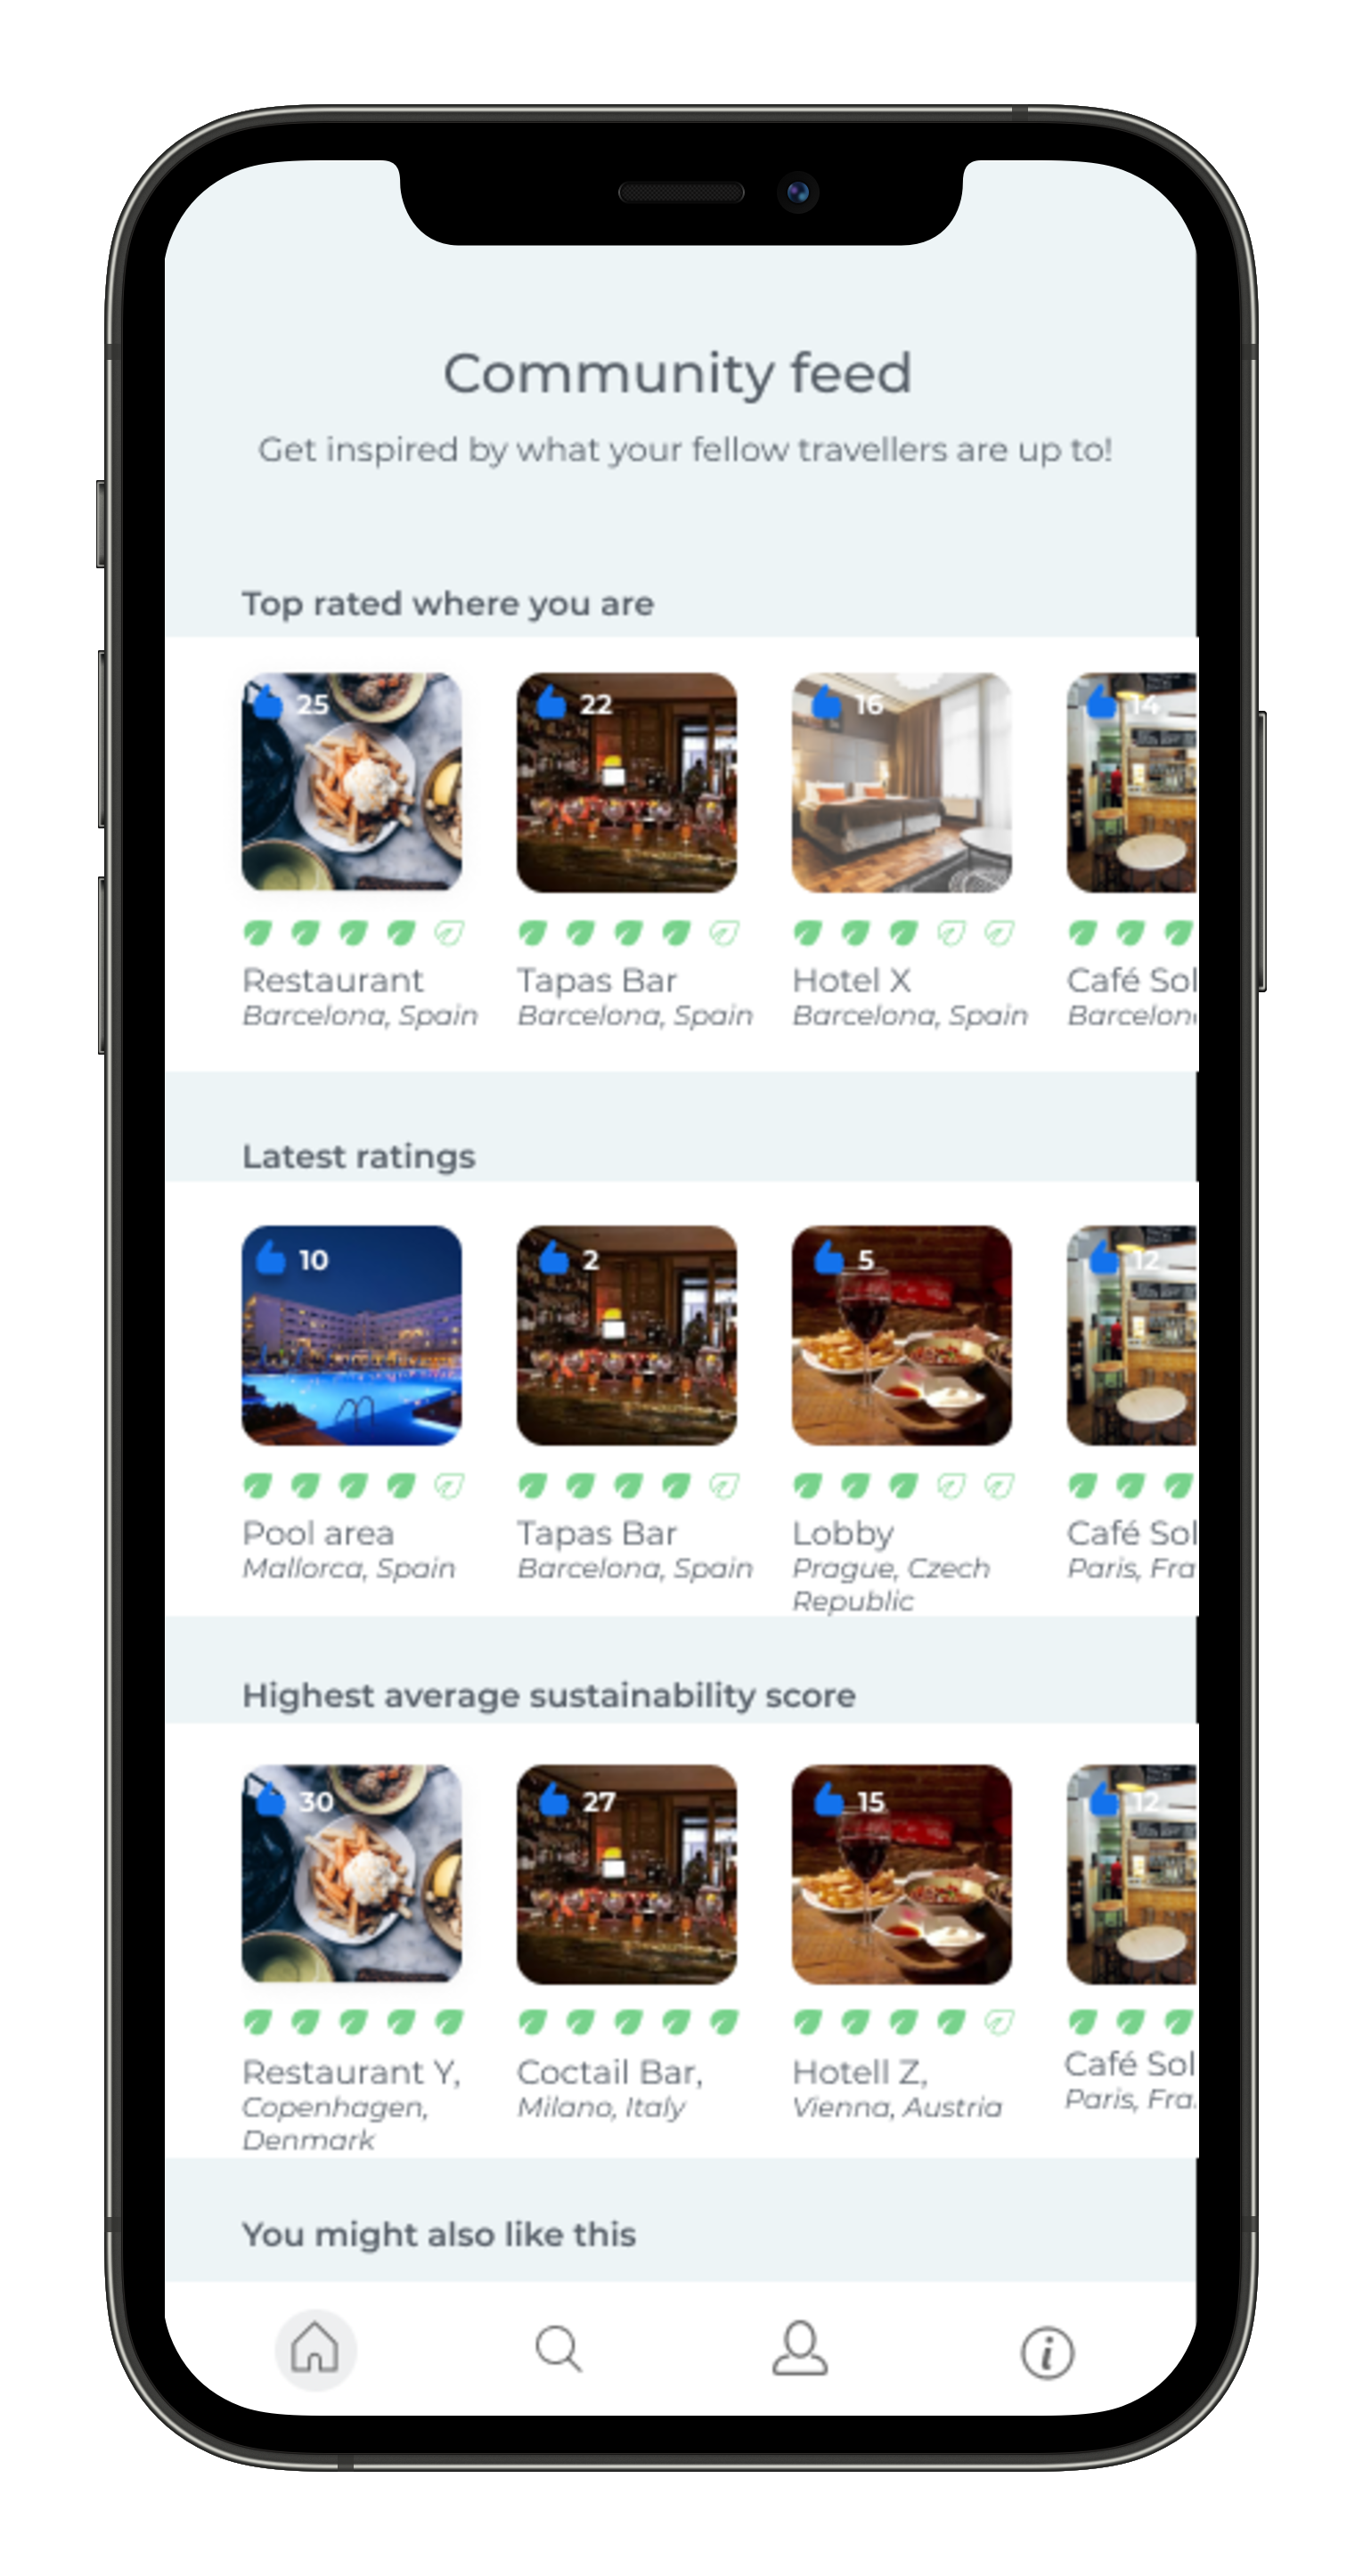 Community feed
Get inspired by what your fellow travellers are up to!
Top rated where you are
25 22 16 14
Restaurant Tapas Bar Hotel X Café Sol
Barcelona, Spain Barcelona, Spain Barcelona, Spain Barcelon
Latest ratings
10 2 5 12
Pool area Tapas Bar Lobby Café Sol
Mallorca, Spain Barcelona, Spain Prague, Czech Paris, Fra
Republic
Highest average sustainability score
30 27 15 12
Restaurant Y, Coctail Bar, Hotell Z, Café Sol
Copenhagen, Milano, Italy Vienna, Austria Paris, Fra
Denmark
You might also like this
i